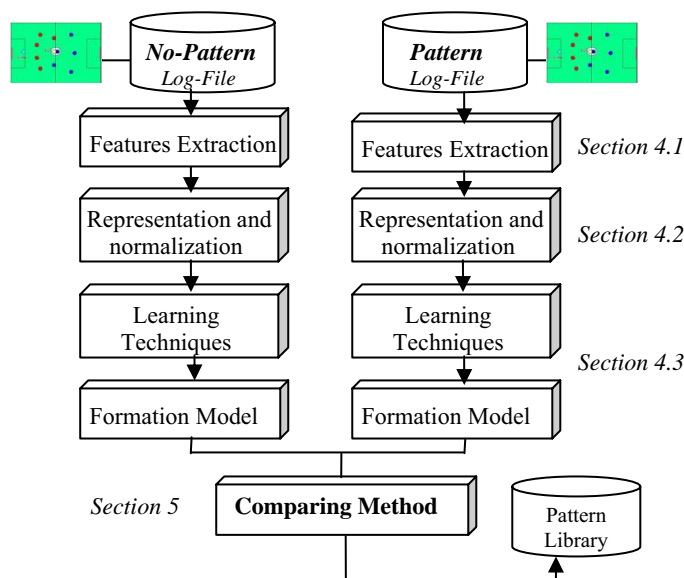 No-Pattern
Log-File
Pattern
Log-File
Features Extraction
Features Extraction
Section 4.1
Representation and
normalization
Representation and
normalization
Section 4.2
Learning
Techniques
Learning
Techniques
Section 4.3
Formation Model
Formation Model
Section 5
Comparing Method
Pattern
Library